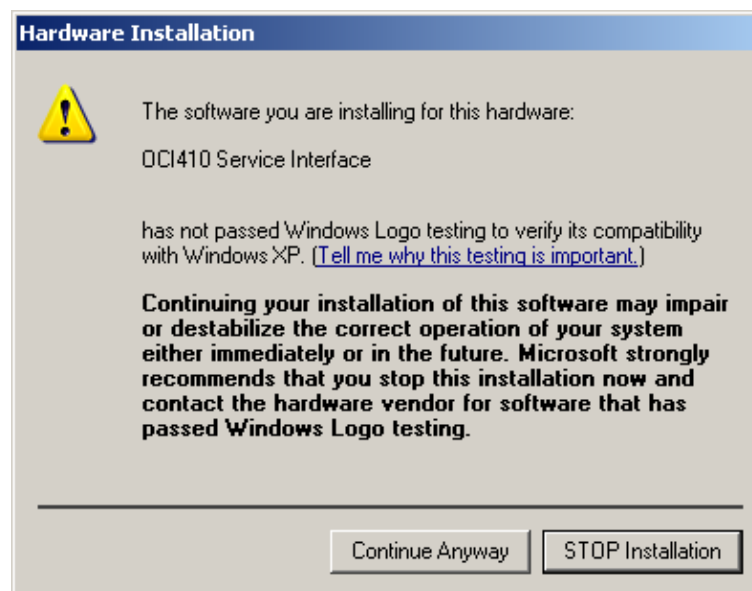 Hardware Installation
The software you are installing for this hardware:
OCI410 Service Interface
has not passed Windows Logo testing to verify its compatibility
with Windows XP. (Tell me why this testing is important.)
Continuing your installation of this software may impair
or destabilize the correct operation of your system
either immediately or in the future. Microsoft strongly
recommends that you stop this installation now and
contact the hardware vendor for software that has
passed Windows Logo testing.
Continue Anyway
STOP Installation